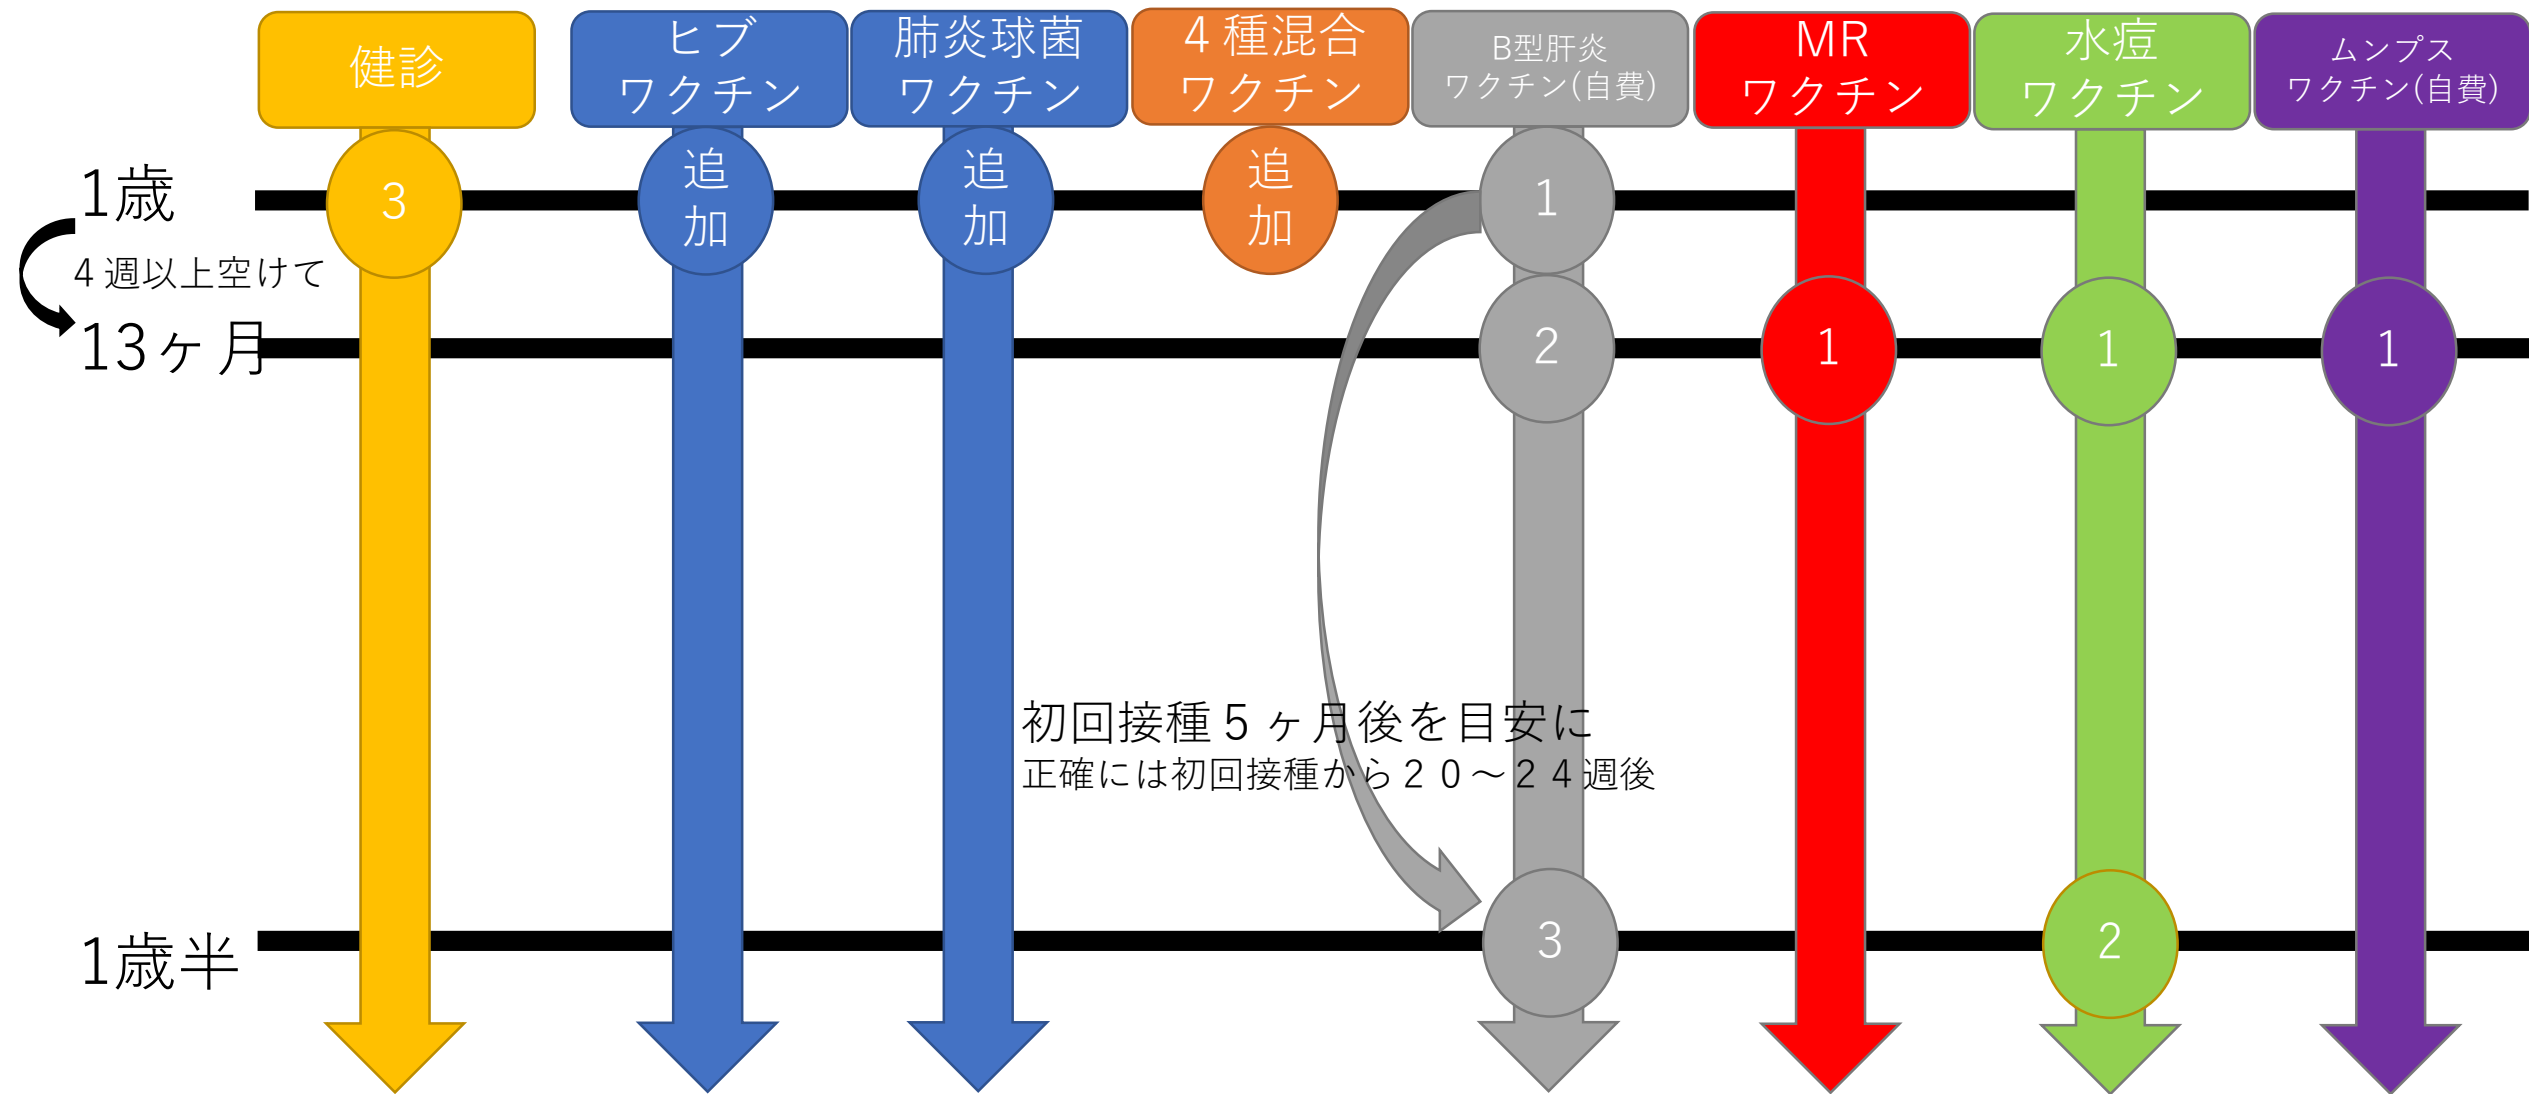 健診
ヒブ
ワクチン
肺炎球菌
ワクチン
４種混合
ワクチン
B型肝炎
ワクチン(自費)
MR
ワクチン
水痘
ワクチン
ムンプス
ワクチン(自費)
1歳
3
追
加
追
加
追
加
1
４週以上空けて
13ヶ月
2
1
1
1
初回接種５ヶ月後を目安に
正確には初回接種から２０～２４週後
1歳半
3
2